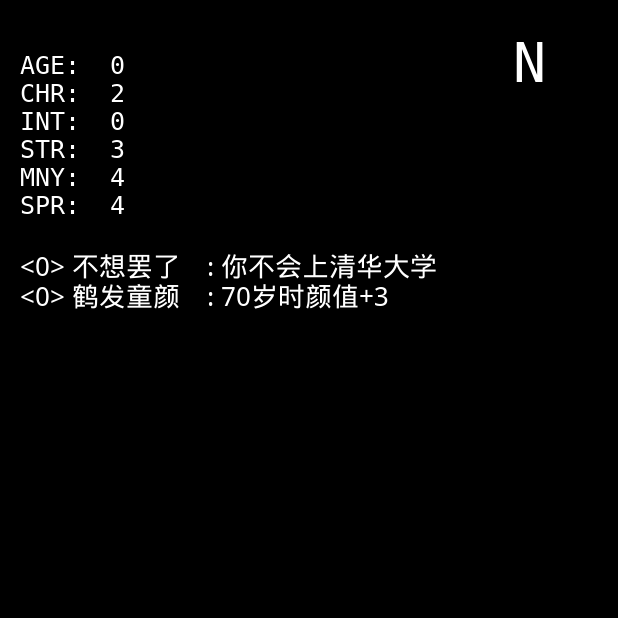 N
AGE: 0
CHR: 2
INT: 0
STR: 3
MNY: 4
SPR: 4
<O> 不想罢了 : 你不会上清华大学
<O> 鹤发童颜 : 70岁时颜值+3